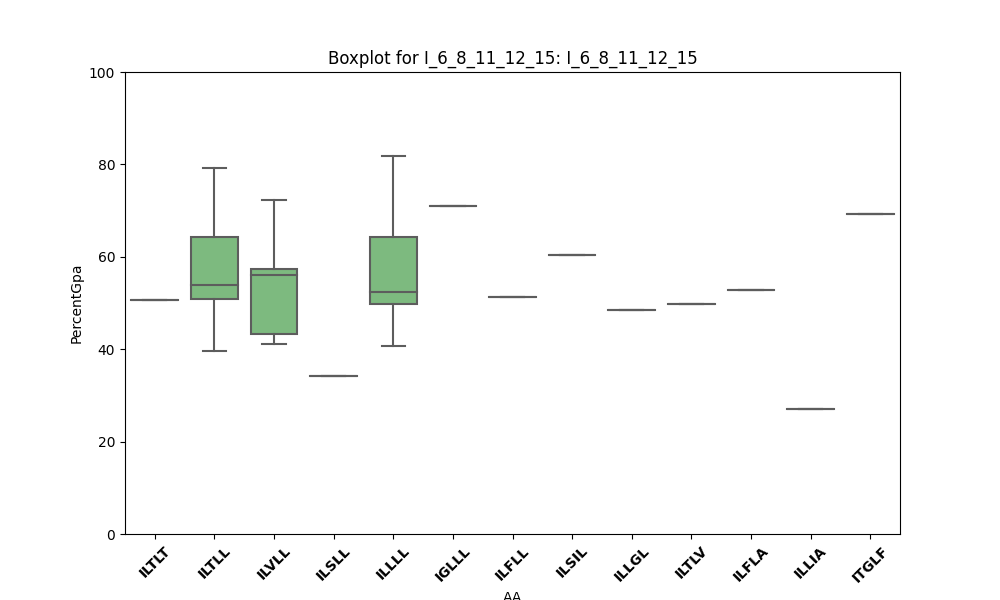 Boxplot for I_6_8_11_12_15: I_6_8_11_12_15
100
80
60
40
20
0
PercentGpa
ILTLT ILTLL ILVLL ILSLL ILLLL IGLLL ILFLL ILSIL ILLGL ILTLV ILFLA ILLIA ITGLF
AA